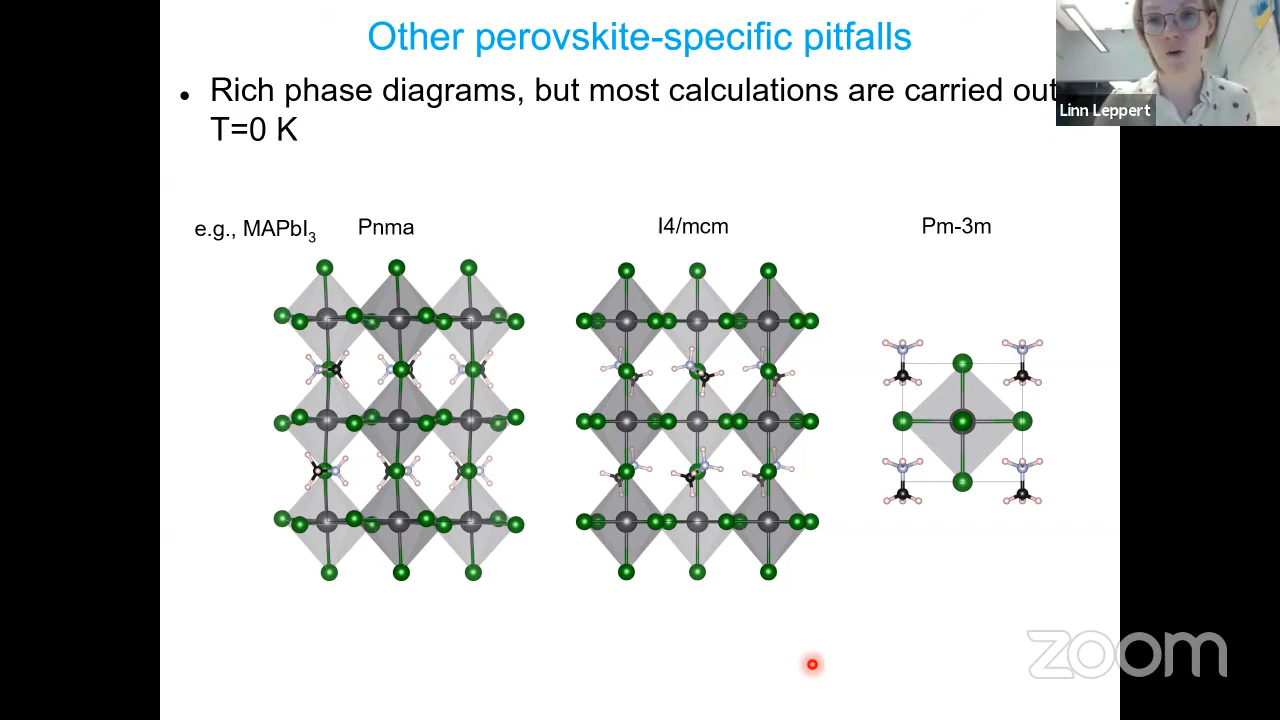 Other perovskite-specific pitfalls
• Rich phase diagrams, but most calculations are carried out
T=0 K
Linn Leppert
e.g., MAPbI3 Pnma I4/mcm Pm-3m
zoom